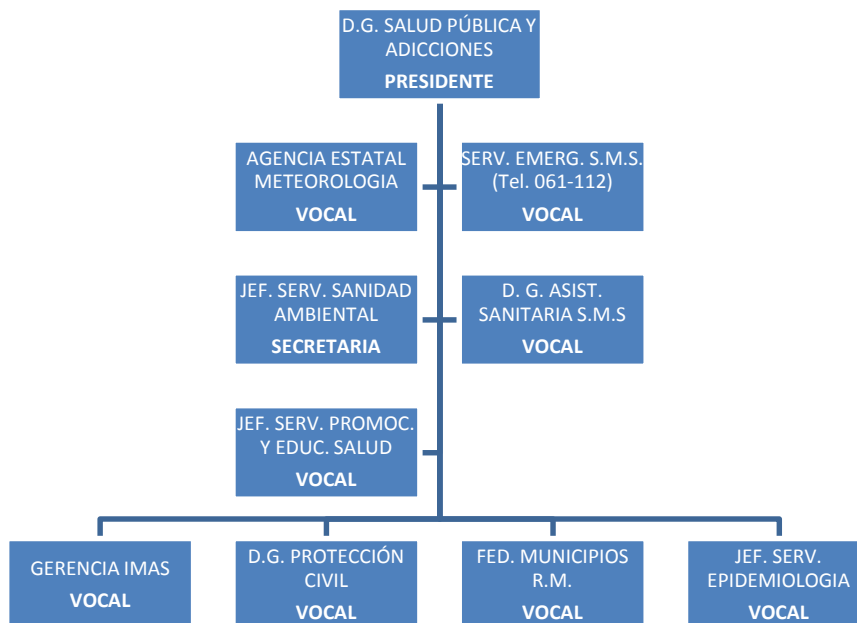 D.G. SALUD PÚBLICA Y
ADICCIONES
PRESIDENTE
AGENCIA ESTATAL
METEOROLOGIA
VOCAL
SERV. EMERG. S.M.S.
(Tel. 061-112)
VOCAL
JEF. SERV. SANIDAD
AMBIENTAL
SECRETARIA
D. G. ASIST.
SANITARIA S.M.S
VOCAL
JEF. SERV. PROMOC.
Y EDUC. SALUD
VOCAL
GERENCIA IMAS
VOCAL
D.G. PROTECCIÓN
CIVIL
VOCAL
FED. MUNICIPIOS
R.M.
VOCAL
JEF. SERV.
EPIDEMIOLOGIA
VOCAL